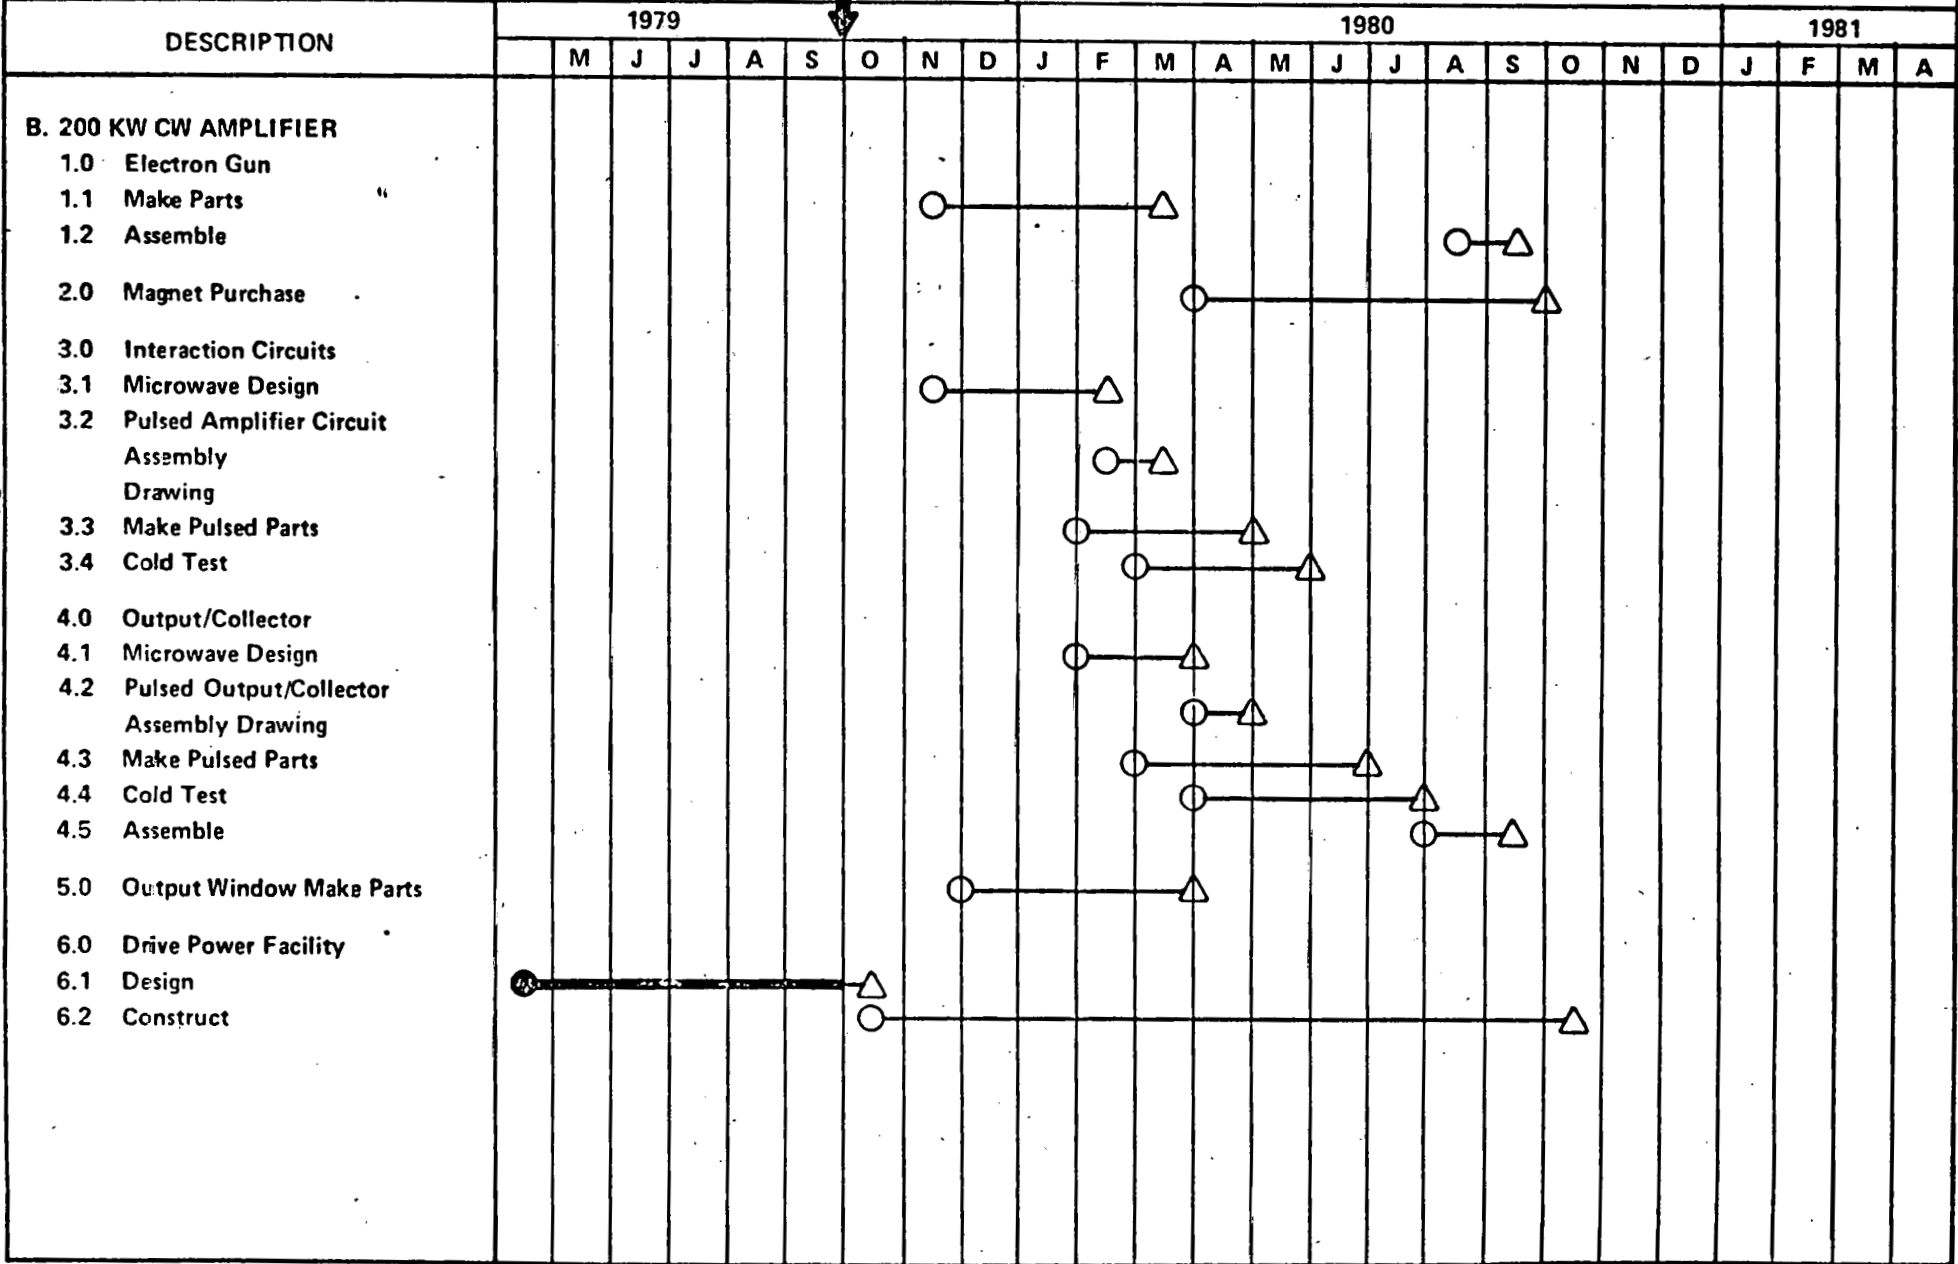 1979 1980 1981
DESCRIPTION
M J J A S O N D J F M A M J J A S O N D J F M A
B. 200 KW CW AMPLIFIER
1.0 Electron Gun
1.1 Make Parts
1.2 Assemble
2.0 Magnet Purchase
3.0 Interaction Circuits
3.1 Microwave Design
3.2 Pulsed Amplifier Circuit
Assembly
Drawing
3.3 Make Pulsed Parts
3.4 Cold Test
4.0 Output/Collector
4.1 Microwave Design
4.2 Pulsed Output/Collector
Assembly Drawing
4.3 Make Pulsed Parts
4.4 Cold Test
4.5 Assemble
5.0 Output Window Make Parts
6.0 Drive Power Facility
6.1 Design
6.2 Construct